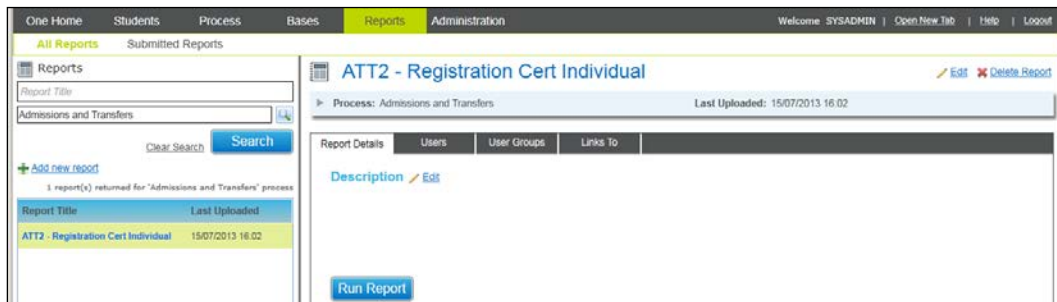 One Home Students Process Bases Reports Administration Welcome SYSADMIN | Open New Tab | Help | Logout
All Reports Submitted Reports
Reports
Report Title
Admissions and Transfers
Clear Search Search
Add new report
1 report(s) returned for 'Admissions and Transfers' process
Report Title Last Uploaded
ATT2 - Registration Cert Individual 15/07/2013 16:02
ATT2 - Registration Cert Individual Edit Delete Report
Process: Admissions and Transfers Last Uploaded: 15/07/2013 16:02
Report Details Users User Groups Links To
Description Edit
Run Report